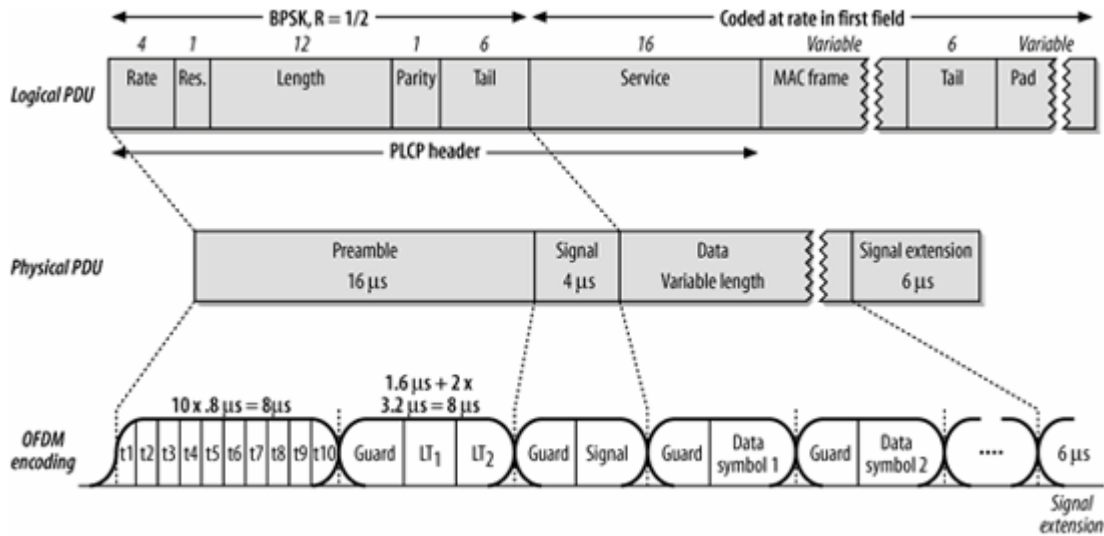 BPSK, R = 1/2 Coded at rate in first field
4 1 12 1 6 16 Variable 6 Variable
Logical PDU Rate Res. Length Parity Tail Service MAC frame Tail Pad
PLCP header
Physical PDU
Preamble
16 μs
Signal
4 μs
Data
Variable length
Signal extension
6 μs
10 x .8 μs = 8μs
1.6 μs + 2 x
3.2 μs = 8 μs
OFDM
encoding
t1 t2 t3 t4 t5 t6 t7 t8 t9 t10 Guard LT1 LT2 Guard Signal Guard
Data
symbol 1
Guard
Data
symbol 2
....
6 μs
Signal
extension